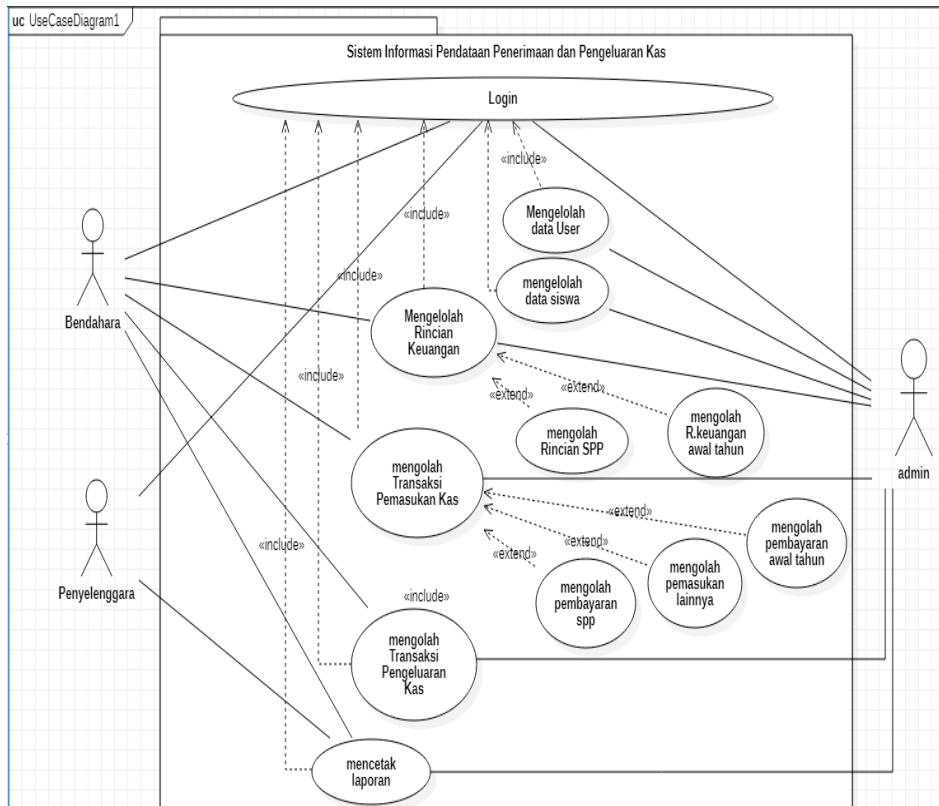 uc UseCaseDiagram1
Sistem Informasi Pendataan Penerimaan dan Pengeluaran Kas
Login
«include»
Mengelolah
data User
«include»
mengelolah
data siswa
«include»
Mengelolah
Rincian
Keuangan
Bendahara
«include»
«extend»
«extend»
mengolah
Rincian SPP
mengolah
R.keuangan
awal tahun
admin
mengolah
Transaksi
Pemasukan Kas
«extend»
mengolah
pembayaran
awal tahun
«include»
«extend»
«extend»
mengolah
pemasukan
lainnya
mengolah
pembayaran
spp
Penyelenggara
«include»
mengolah
Transaksi
Pengeluaran
Kas
mencetak
laporan